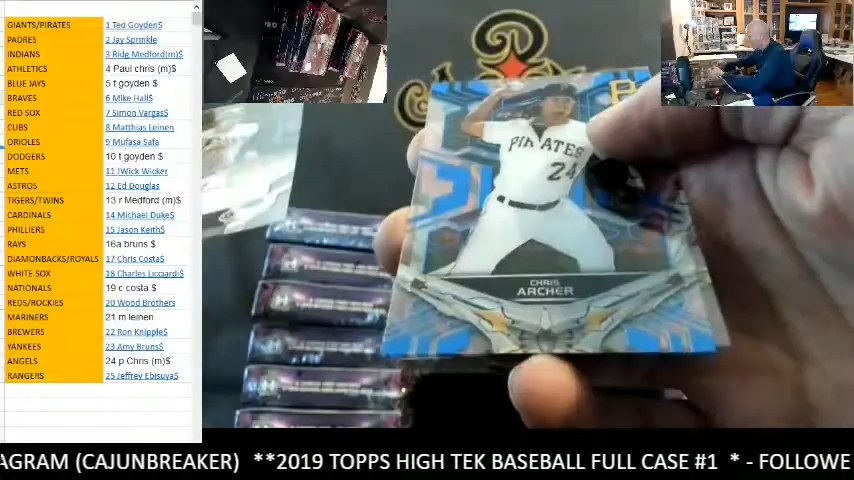 GIANTS/PIRATES 1 Ted Goyden$
PADRES 2 Jay Sprinkle
INDIANS 3 Ridg Medford(m)$
ATHLETICS 4 Paul chris (m)$
BLUE JAYS 5 t goyden $
BRAVES 6 Mike Hall$
RED SOX 7 Simon Vargas$
CUBS 8 Matthias Leinen
ORIOLES 9 Mufasa Safa
DODGERS 10 t goyden $
METS 11 !Wick Wicker
ASTROS 12 Ed Douglas
TIGERS/TWINS 13 r Medford (m)$
CARDINALS 14 Michael Duke$
PHILLIERS 15 Jason Keith$
RAYS 16a bruns $
DIAMONBACKS/ROYALS 17 Chris Costa$
WHITE SOX 18 Charles Licciardi$
NATIONALS 19 c costa $
REDS/ROCKIES 20 Wood Brothers
MARINERS 21 m leinen
BREWERS 22 Ron Knipple$
YANKEES 23 Amy Bruns$
ANGELS 24 p Chris (m)$
RANGERS 25 Jeffrey Ebisuya$
P
PIRATES
24
CHRIS
ARCHER
AGRAM (CAJUNBREAKER) **2019 TOPPS HIGH TEK BASEBALL FULL CASE #1 * - FOLLOWE